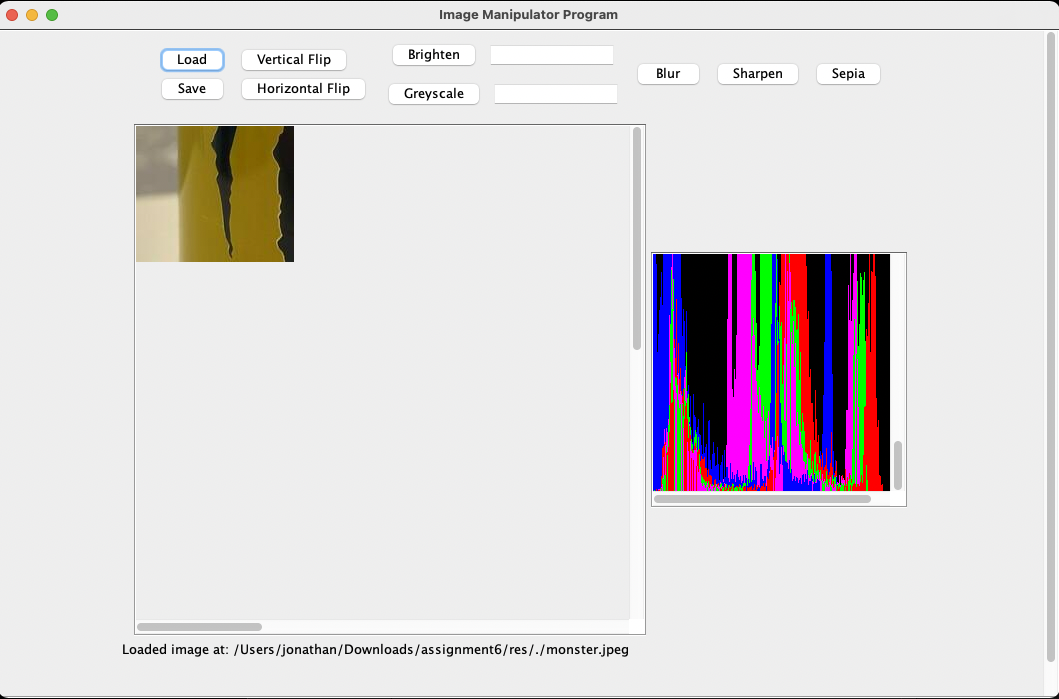 Image Manipulator Program
Load
Vertical Flip
Brighten
Save
Horizontal Flip
Greyscale
Blur
Sharpen
Sepia
Loaded image at: /Users/jonathan/Downloads/assignment6/res/./monster.jpeg